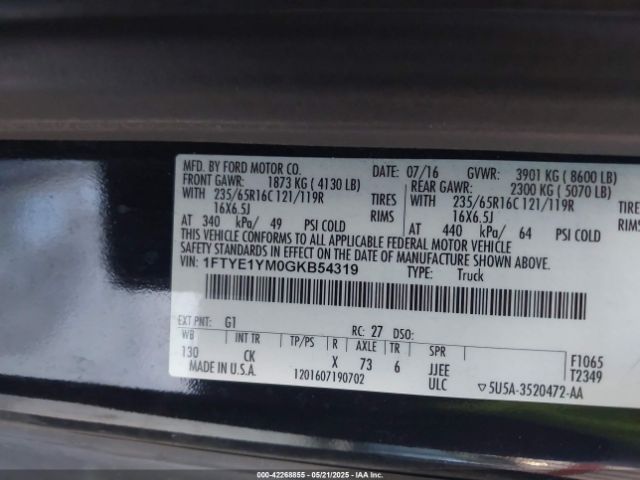 MFD. BY FORD MOTOR CO. DATE: 07/16 GVWR: 3901 KG ( 8600 LB)
FRONT GAWR: 1873 KG ( 4130 LB) REAR GAWR: 2300 KG ( 5070 LB)
WITH 235/65R16C 121/119R TIRES WITH 235/65R16C 121/119R TIRES
16X6.5J RIMS 16X6.5J RIMS
AT 340 kPa/ 49 PSI COLD AT 440 kPa/ 64 PSI COLD
THIS VEHICLE CONFORMS TO ALL APPLICABLE FEDERAL MOTOR VEHICLE
SAFETY STANDARDS IN EFFECT ON THE DATE OF MANUFACTURE SHOWN ABOVE.
VIN: 1FTYE1YM0GKB54319 TYPE: Truck
EXT PNT: G1 RC: 27 DSO:
WB INT TR TP/PS R AXLE TR SPR F1065
130 CK X 73 6 JJEE T2349
MADE IN U.S.A. 1201607190702 ULC ▽5U5A-3520472-AA
000-42268855 - 05/21/2025 - IAAI, Inc.